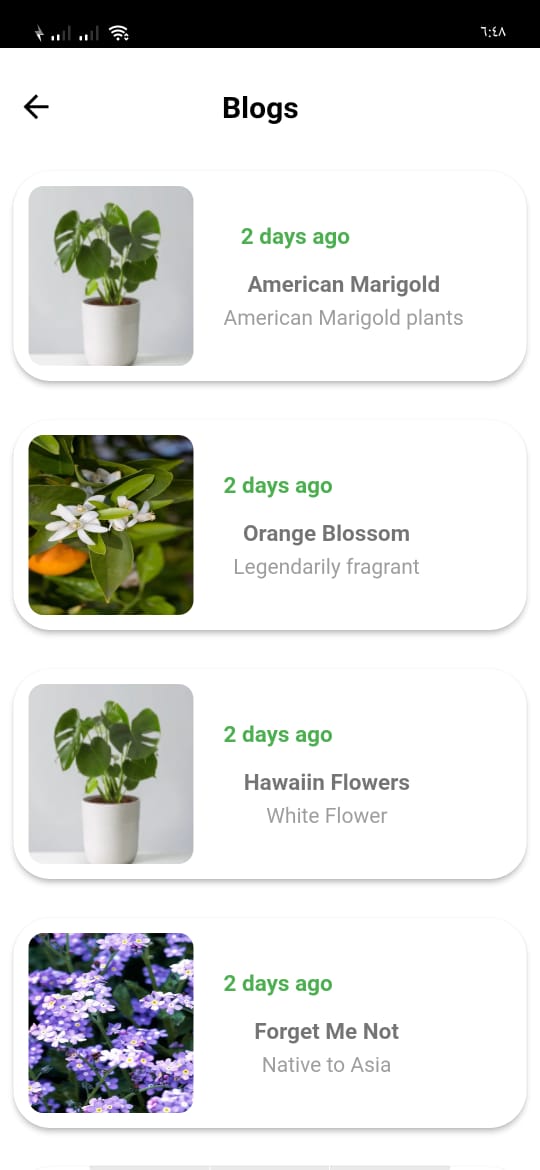 ٦:٤٨
Blogs
2 days ago
American Marigold
American Marigold plants
2 days ago
Orange Blossom
Legendarily fragrant
2 days ago
Hawaiin Flowers
White Flower
2 days ago
Forget Me Not
Native to Asia